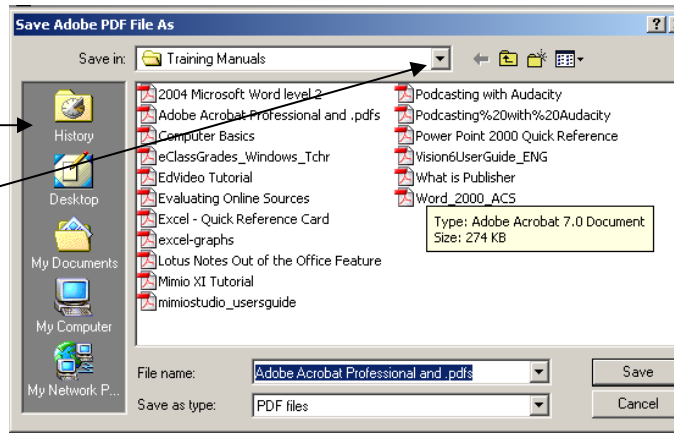 Save Adobe PDF File As
Save in:
Training Manuals
History
Desktop
My Documents
My Computer
My Network P...
2004 Microsoft Word level 2
Adobe Acrobat Professional and .pdfs
Computer Basics
eClassGrades_Windows_Tchr
EdVideo Tutorial
Evaluating Online Sources
Excel - Quick Reference Card
excel-graphs
Lotus Notes Out of the Office Feature
Mimio XI Tutorial
mimiostudio_usersguide
Podcasting with Audacity
Podcasting%20with%20Audacity
Power Point 2000 Quick Reference
Vision6UserGuide_ENG
What is Publisher
Word_2000_ACS
Type: Adobe Acrobat 7.0 Document
Size: 274 KB
File name:
Adobe Acrobat Professional and .pdfs
Save
Save as type:
PDF files
Cancel